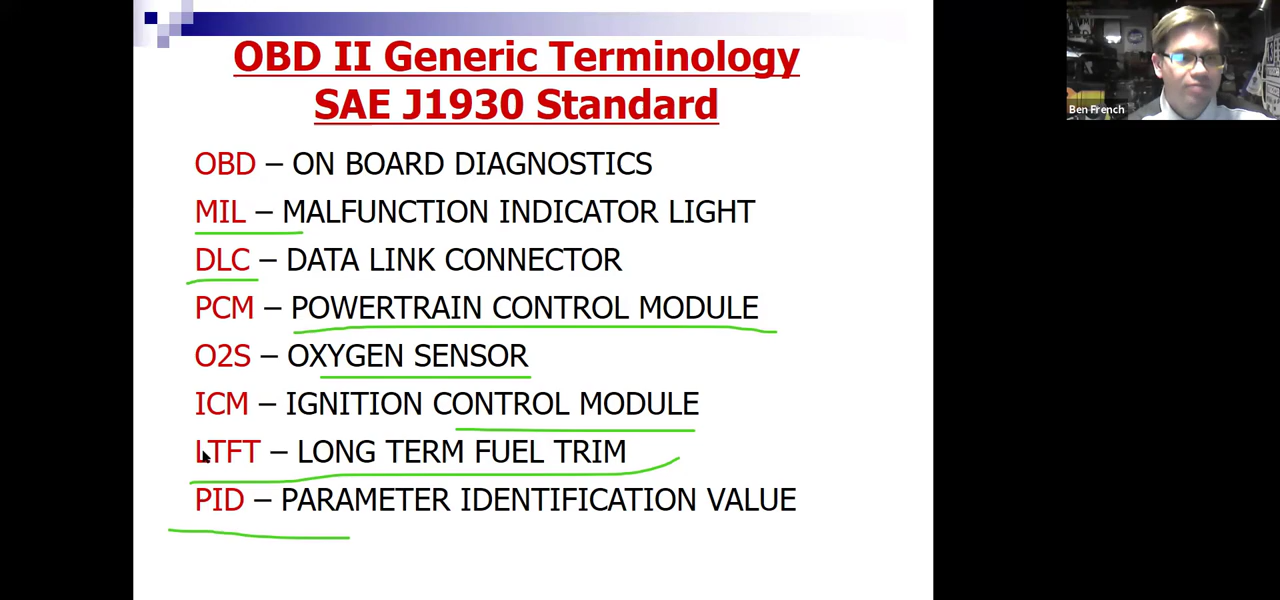 OBD II Generic Terminology
SAE J1930 Standard
OBD – ON BOARD DIAGNOSTICS
MIL – MALFUNCTION INDICATOR LIGHT
DLC – DATA LINK CONNECTOR
PCM – POWERTRAIN CONTROL MODULE
O2S – OXYGEN SENSOR
ICM – IGNITION CONTROL MODULE
LTFT – LONG TERM FUEL TRIM
PID – PARAMETER IDENTIFICATION VALUE
Ben French